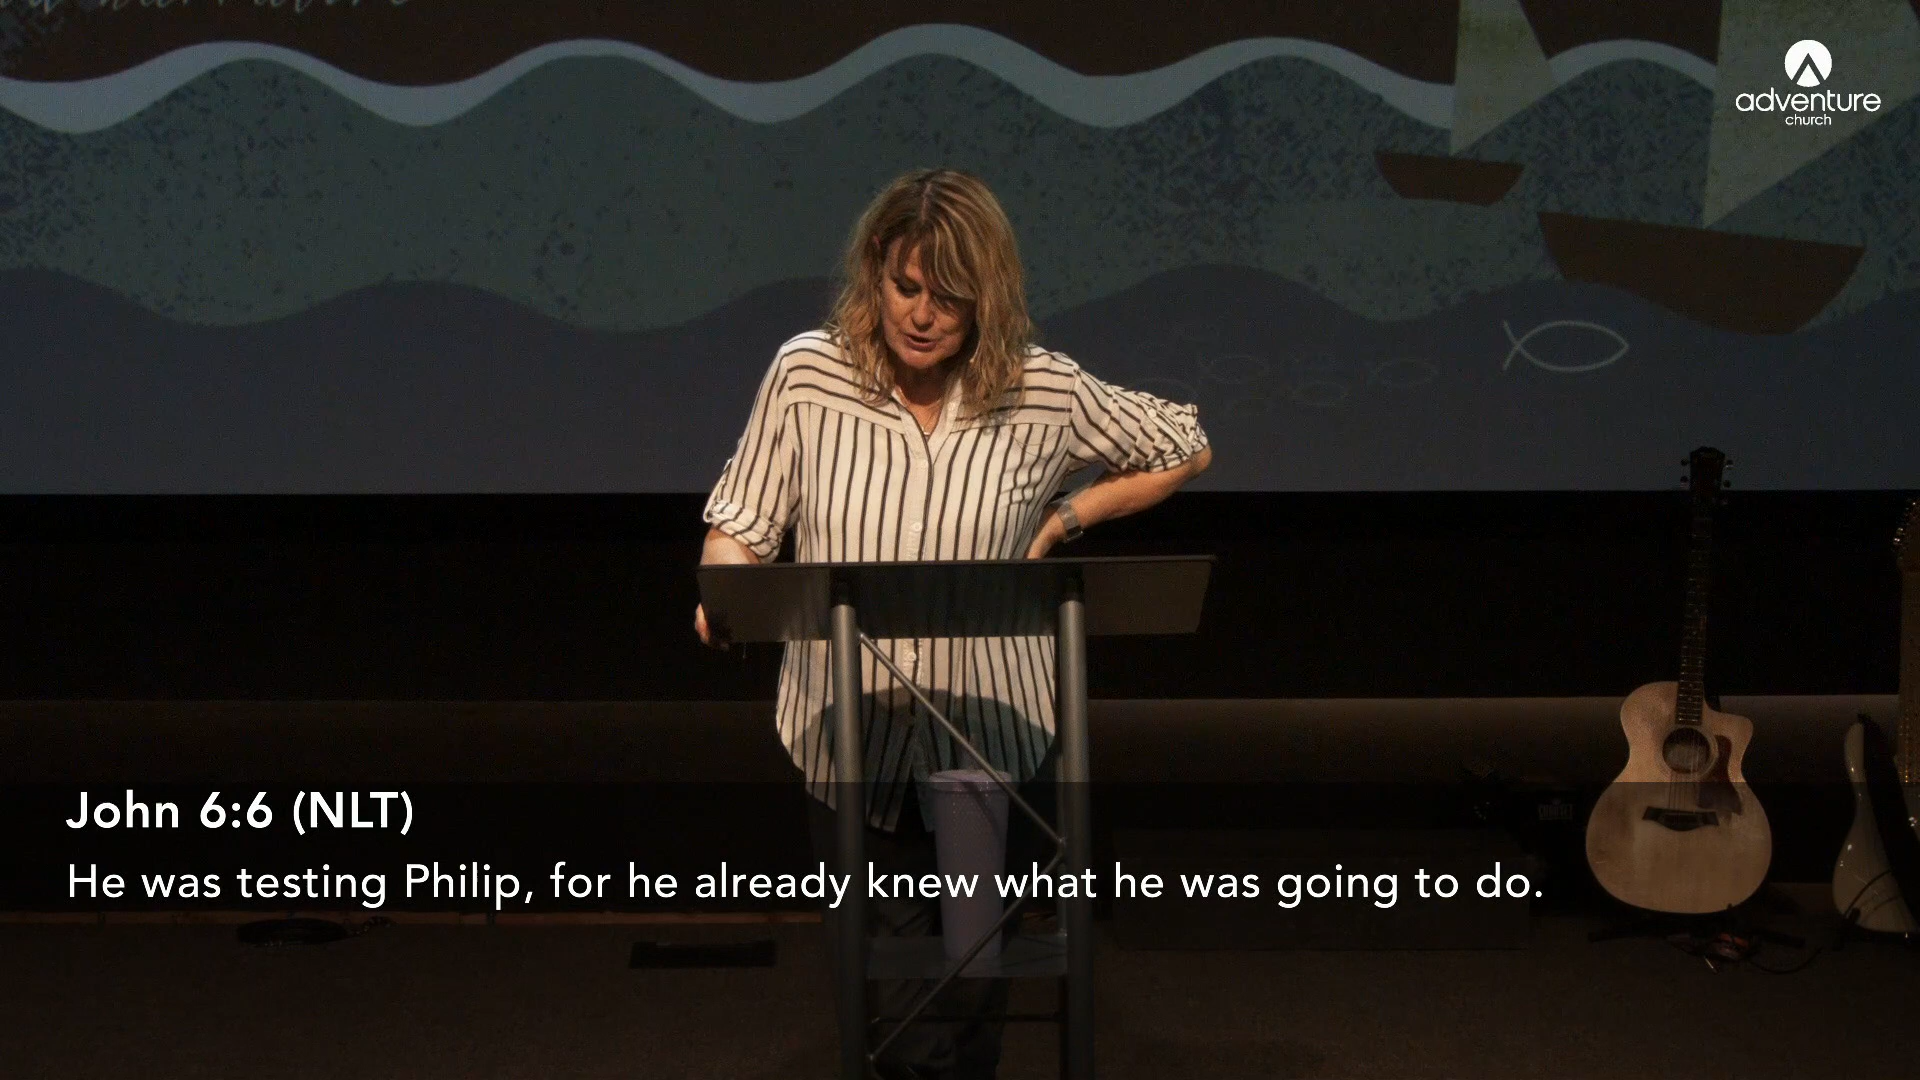 adventure
church
John 6:6 (NLT)
He was testing Philip, for he already knew what he was going to do.